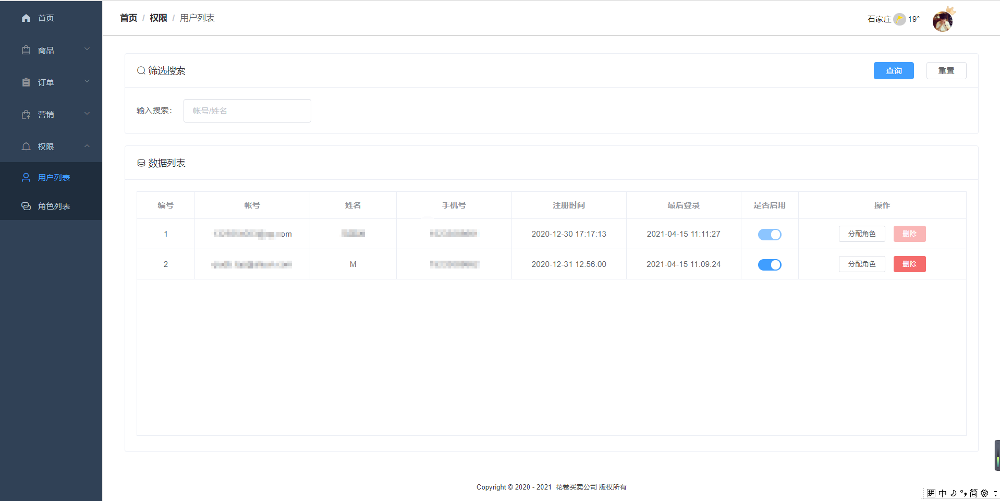 首页
商品
订单
营销
权限
用户列表
角色列表
首页 / 权限 / 用户列表
石家庄 19°
筛选搜索
查询 重置
输入搜索：
帐号/姓名
数据列表
编号 帐号 姓名 手机号 注册时间 最后登录 是否启用 操作
1 om 2020-12-30 17:17:13 2021-04-15 11:11:27 分配角色 删除
2 M 2020-12-31 12:56:00 2021-04-15 11:09:24 分配角色 删除
Copyright © 2020 - 2021 花卷买卖公司 版权所有
拼 中 简